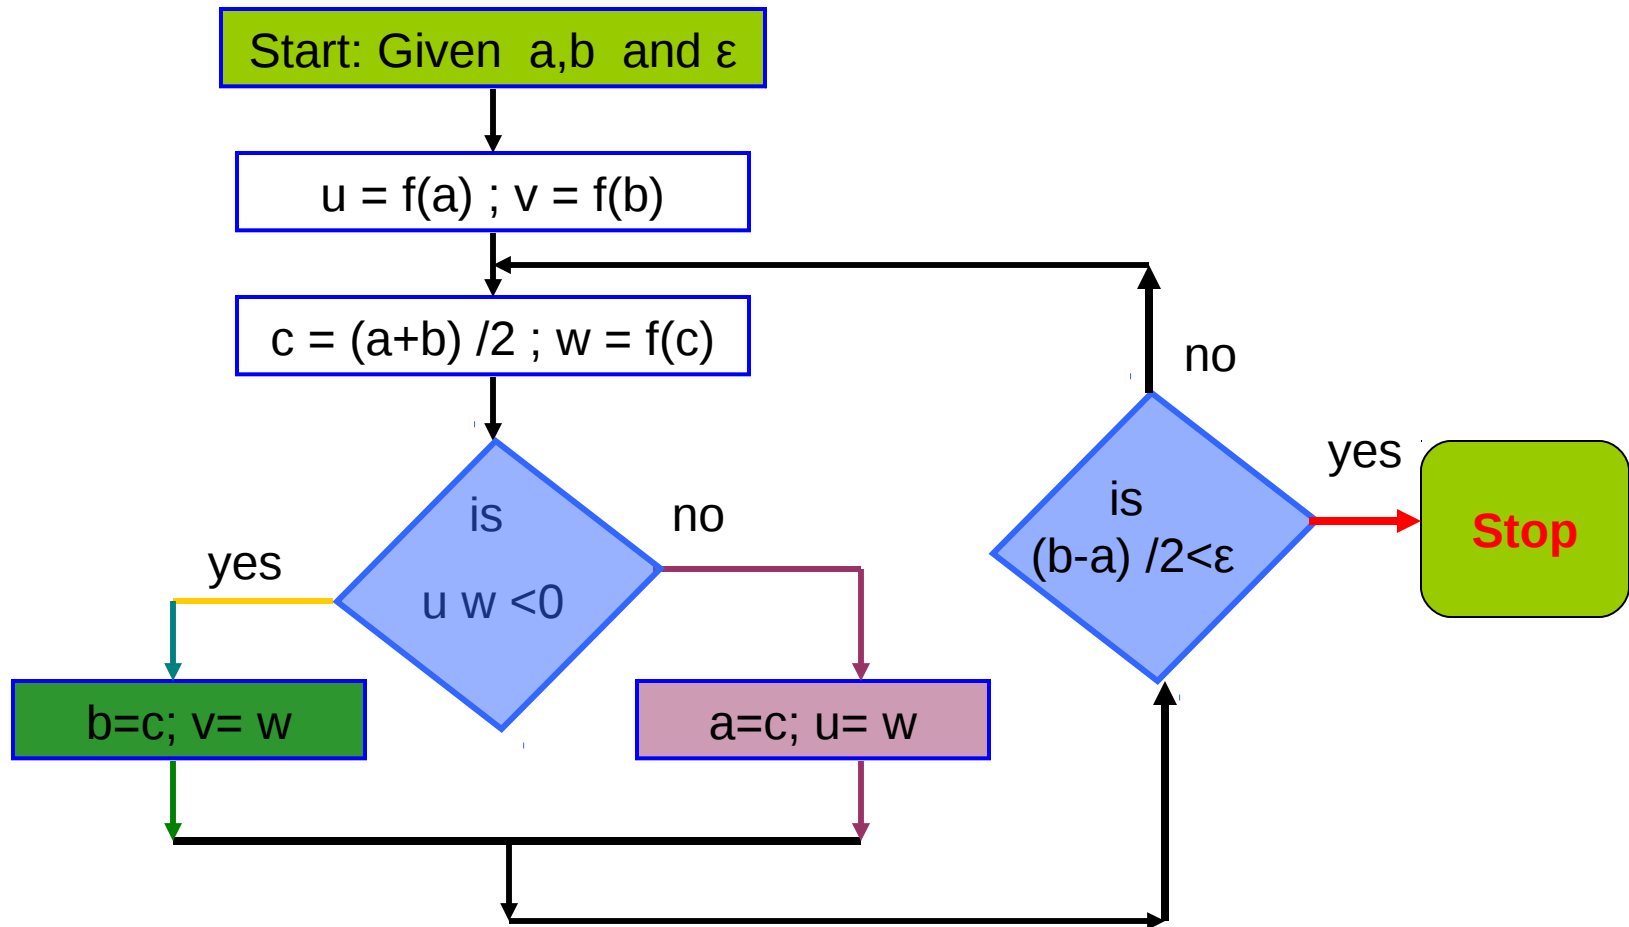 Start: Given a,b and ε
u = f(a) ; v = f(b)
c = (a+b) /2 ; w = f(c)
no
yes
is
(b-a) /2<ε
Stop
is
u w <0
no
yes
b=c; v= w
a=c; u= w